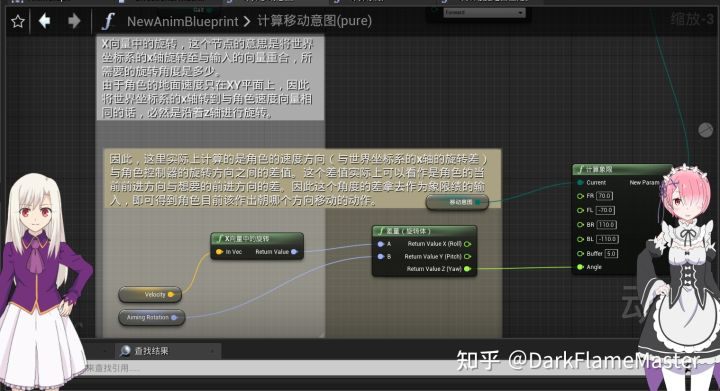 Gait
Forward
NewAnimBlueprint > 计算移动意图(pure)
缩放-3
X向量中的旋转，这个节点的意思是将世界
坐标系的x轴旋转至与输入的向量重合，所
需要的旋转角度是多少。
由于角色的地面速度只在XY平面上，因此
将世界坐标系的x轴转到与角色速度向量相
同的话，必然是沿着z轴进行旋转。
因此，这里实际上计算的是角色的速度方向（与世界坐标系的x轴的旋转差）
与角色控制器的旋转方向之间的差值。这个差值实际上可以看作是角色的当
前前进方向与想要的前进方向的差。因此这个角度的差拿去作为象限缕的输
入，即可得到角色目前该作出朝哪个方向移动的动作。
移动意图
计算象限
Current New Param
FR 70.0
FL -70.0
BR 110.0
BL -110.0
Buffer 5.0
Angle
X向量中的旋转
In Vec Return Value
差量（旋转体）
A Return Value X (Roll)
B Return Value Y (Pitch)
Return Value Z (Yaw)
Velocity
Aiming Rotation
动
查找结果
来查找引用......
知乎 @DarkFlameMaster